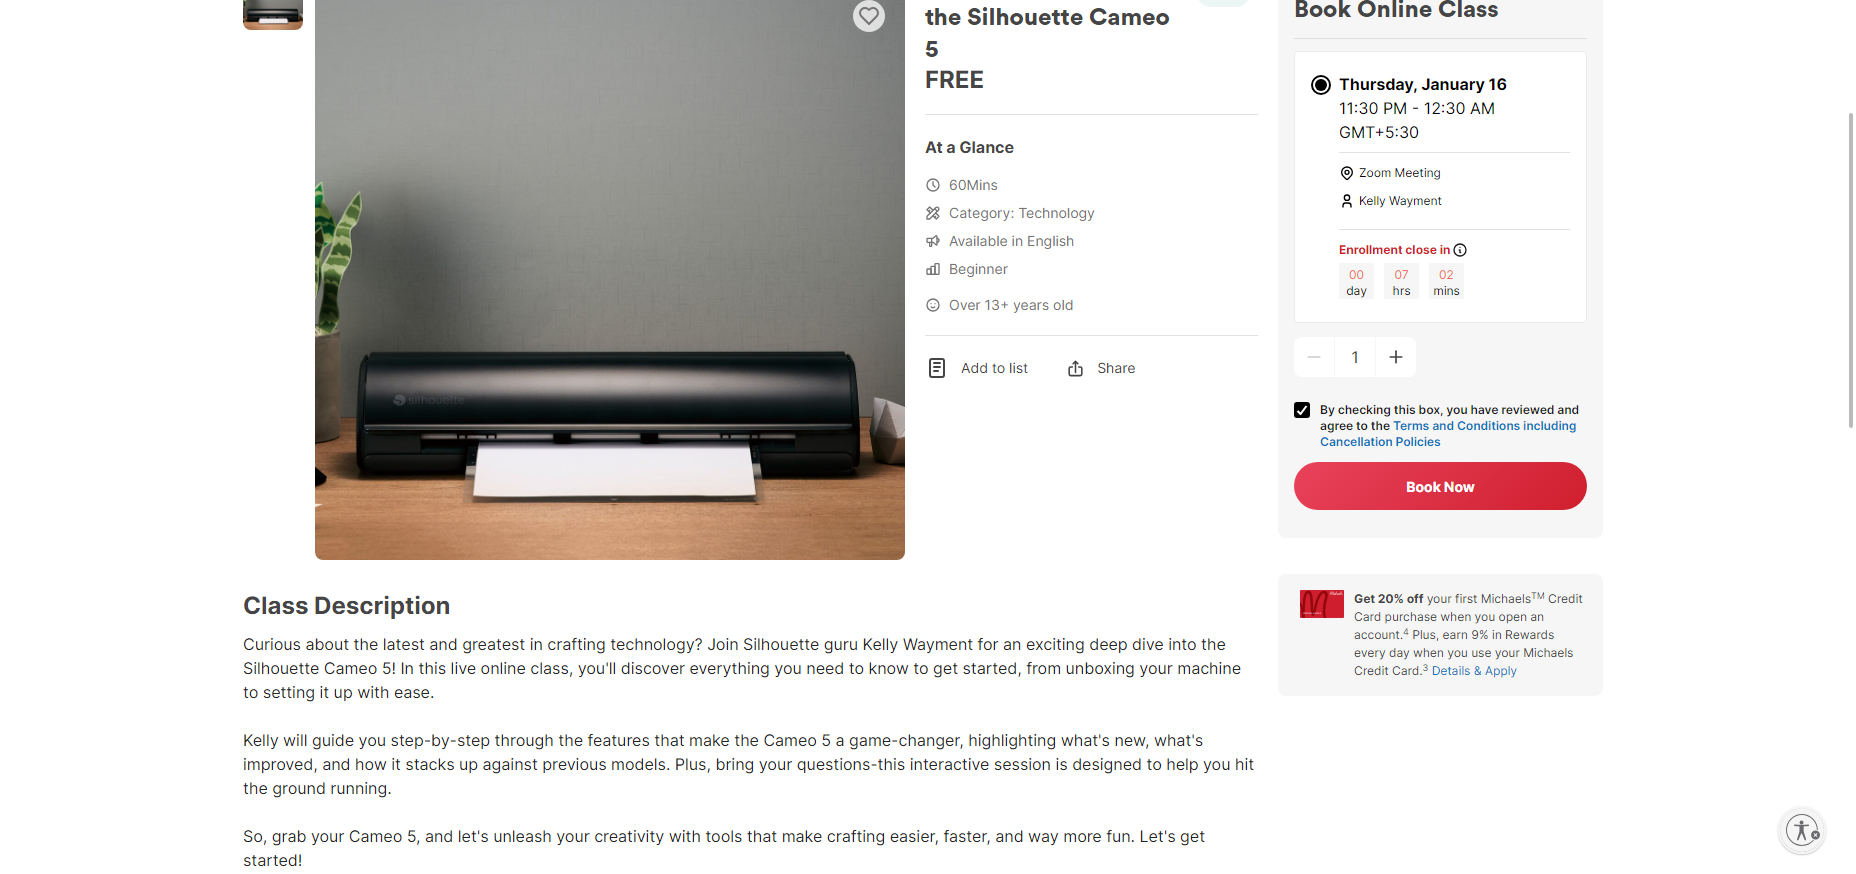 the Silhouette Cameo
5
FREE
At a Glance
60Mins
Category: Technology
Available in English
Beginner
Over 13+ years old
Add to list
Share
silhouette
Book Online Class
Thursday, January 16
11:30 PM - 12:30 AM
GMT+5:30
Zoom Meeting
Kelly Wayment
Enrollment close in
00 07 02
day hrs mins
1
By checking this box, you have reviewed and
agree to the Terms and Conditions including
Cancellation Policies
Book Now
Get 20% off your first Michaels™ Credit
Card purchase when you open an
account.⁴ Plus, earn 9% in Rewards
every day when you use your Michaels
Credit Card.³ Details & Apply
Class Description
Curious about the latest and greatest in crafting technology? Join Silhouette guru Kelly Wayment for an exciting deep dive into the
Silhouette Cameo 5! In this live online class, you'll discover everything you need to know to get started, from unboxing your machine
to setting it up with ease.
Kelly will guide you step-by-step through the features that make the Cameo 5 a game-changer, highlighting what's new, what's
improved, and how it stacks up against previous models. Plus, bring your questions-this interactive session is designed to help you hit
the ground running.
So, grab your Cameo 5, and let's unleash your creativity with tools that make crafting easier, faster, and way more fun. Let's get
started!